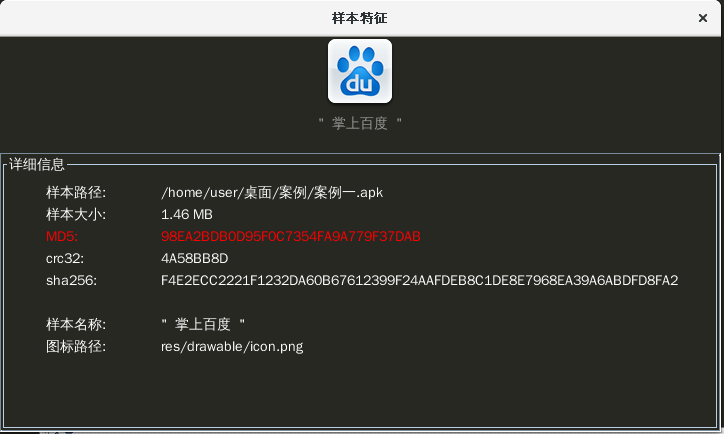 样本特征
du
" 掌上百度 "
详细信息
样本路径: /home/user/桌面/案例/案例一.apk
样本大小: 1.46 MB
MD5: 98EA2BDB0D95F0C7354FA9A779F37DAB
crc32: 4A58BB8D
sha256: F4E2ECC2221F1232DA60B67612399F24AAFDEB8C1DE8E7968EA39A6ABDFD8FA2
样本名称: " 掌上百度 "
图标路径: res/drawable/icon.png